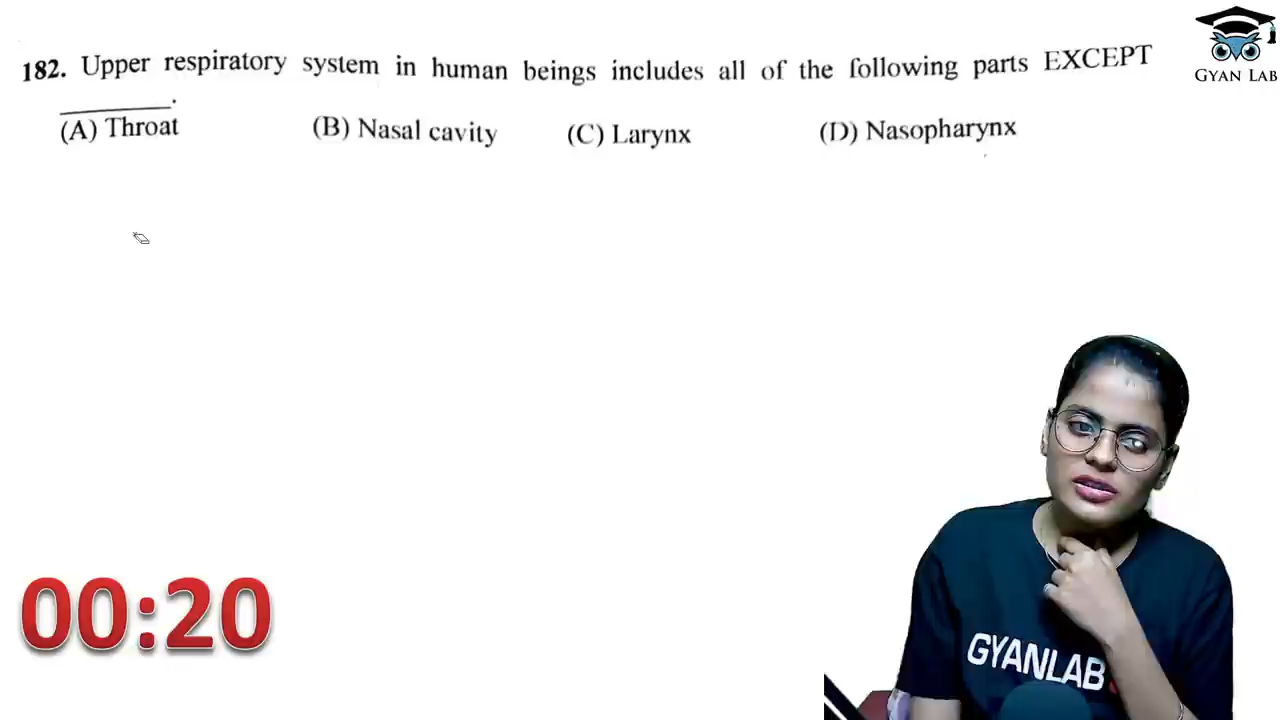 182. Upper respiratory system in human beings includes all of the following parts EXCEPT
__________.
(A) Throat (B) Nasal cavity (C) Larynx (D) Nasopharynx
GYAN LAB
GYANLAB
00:20